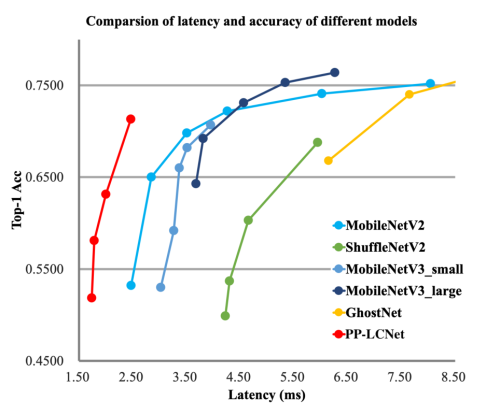 Comparsion of latency and accuracy of different models
0.7500
0.6500
0.5500
0.4500
Top-1 Acc
MobileNetV2
ShuffleNetV2
MobileNetV3_small
MobileNetV3_large
GhostNet
PP-LCNet
1.50 2.50 3.50 4.50 5.50 6.50 7.50 8.50
Latency (ms)